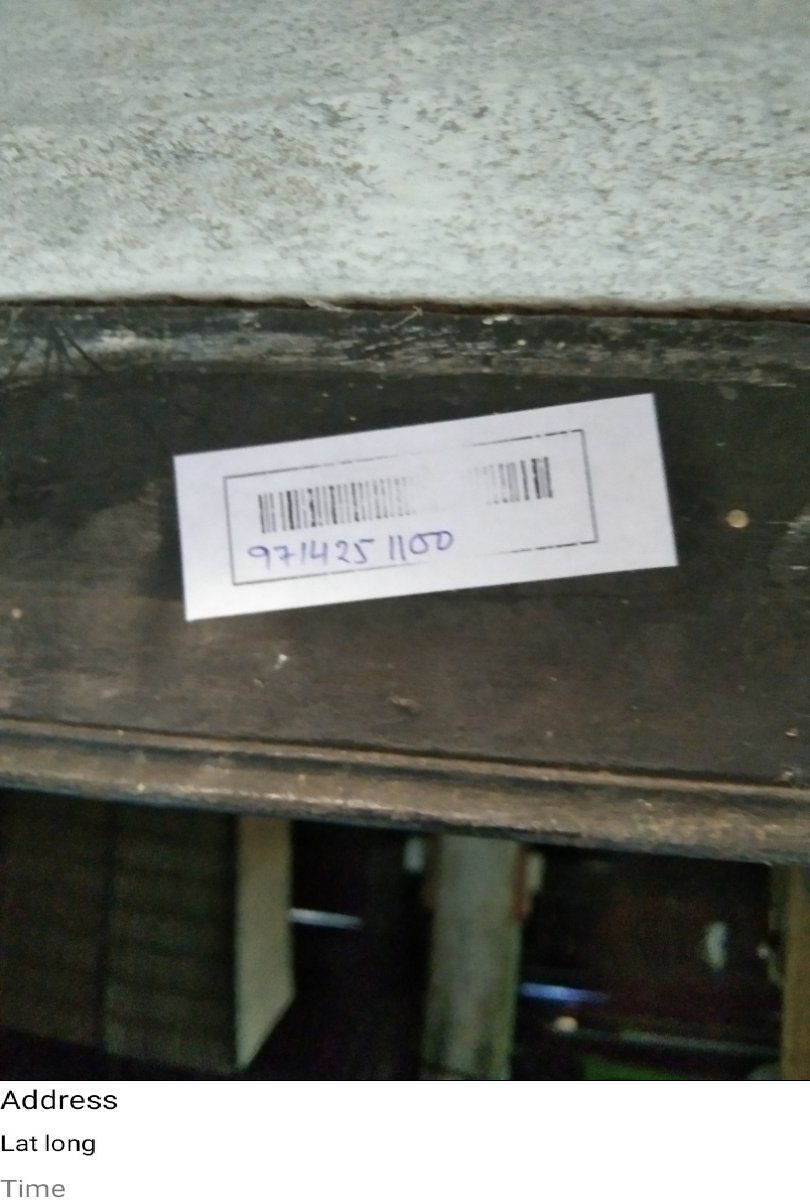 9714251100
Address
Lat long
Time